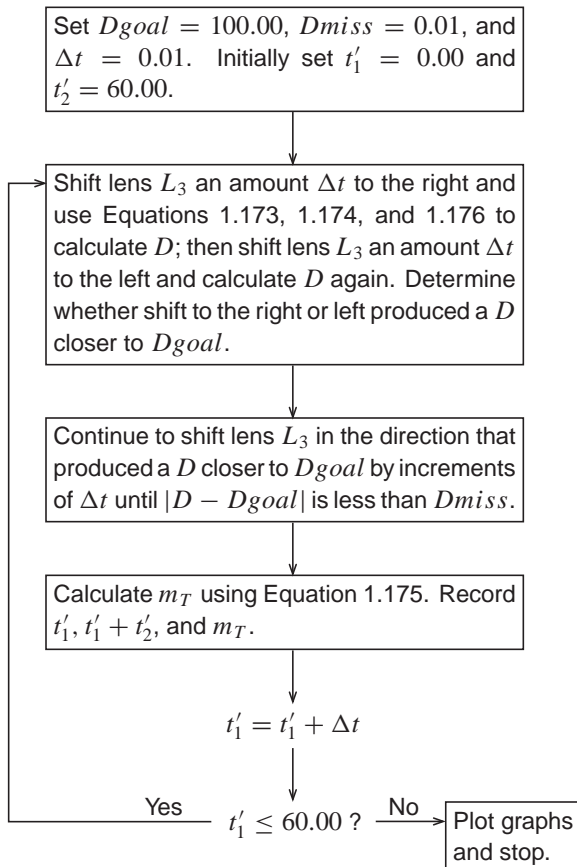 Set Dgoal = 100.00, Dmiss = 0.01, and
Δt = 0.01. Initially set t′₁ = 0.00 and
t′₂ = 60.00.
Shift lens L₃ an amount Δt to the right and
use Equations 1.173, 1.174, and 1.176 to
calculate D; then shift lens L₃ an amount Δt
to the left and calculate D again. Determine
whether shift to the right or left produced a D
closer to Dgoal.
Continue to shift lens L₃ in the direction that
produced a D closer to Dgoal by increments
of Δt until |D − Dgoal| is less than Dmiss.
Calculate m_T using Equation 1.175. Record
t′₁, t′₁ + t′₂, and m_T.
t′₁ = t′₁ + Δt
Yes
t′₁ ≤ 60.00 ?
No
Plot graphs
and stop.